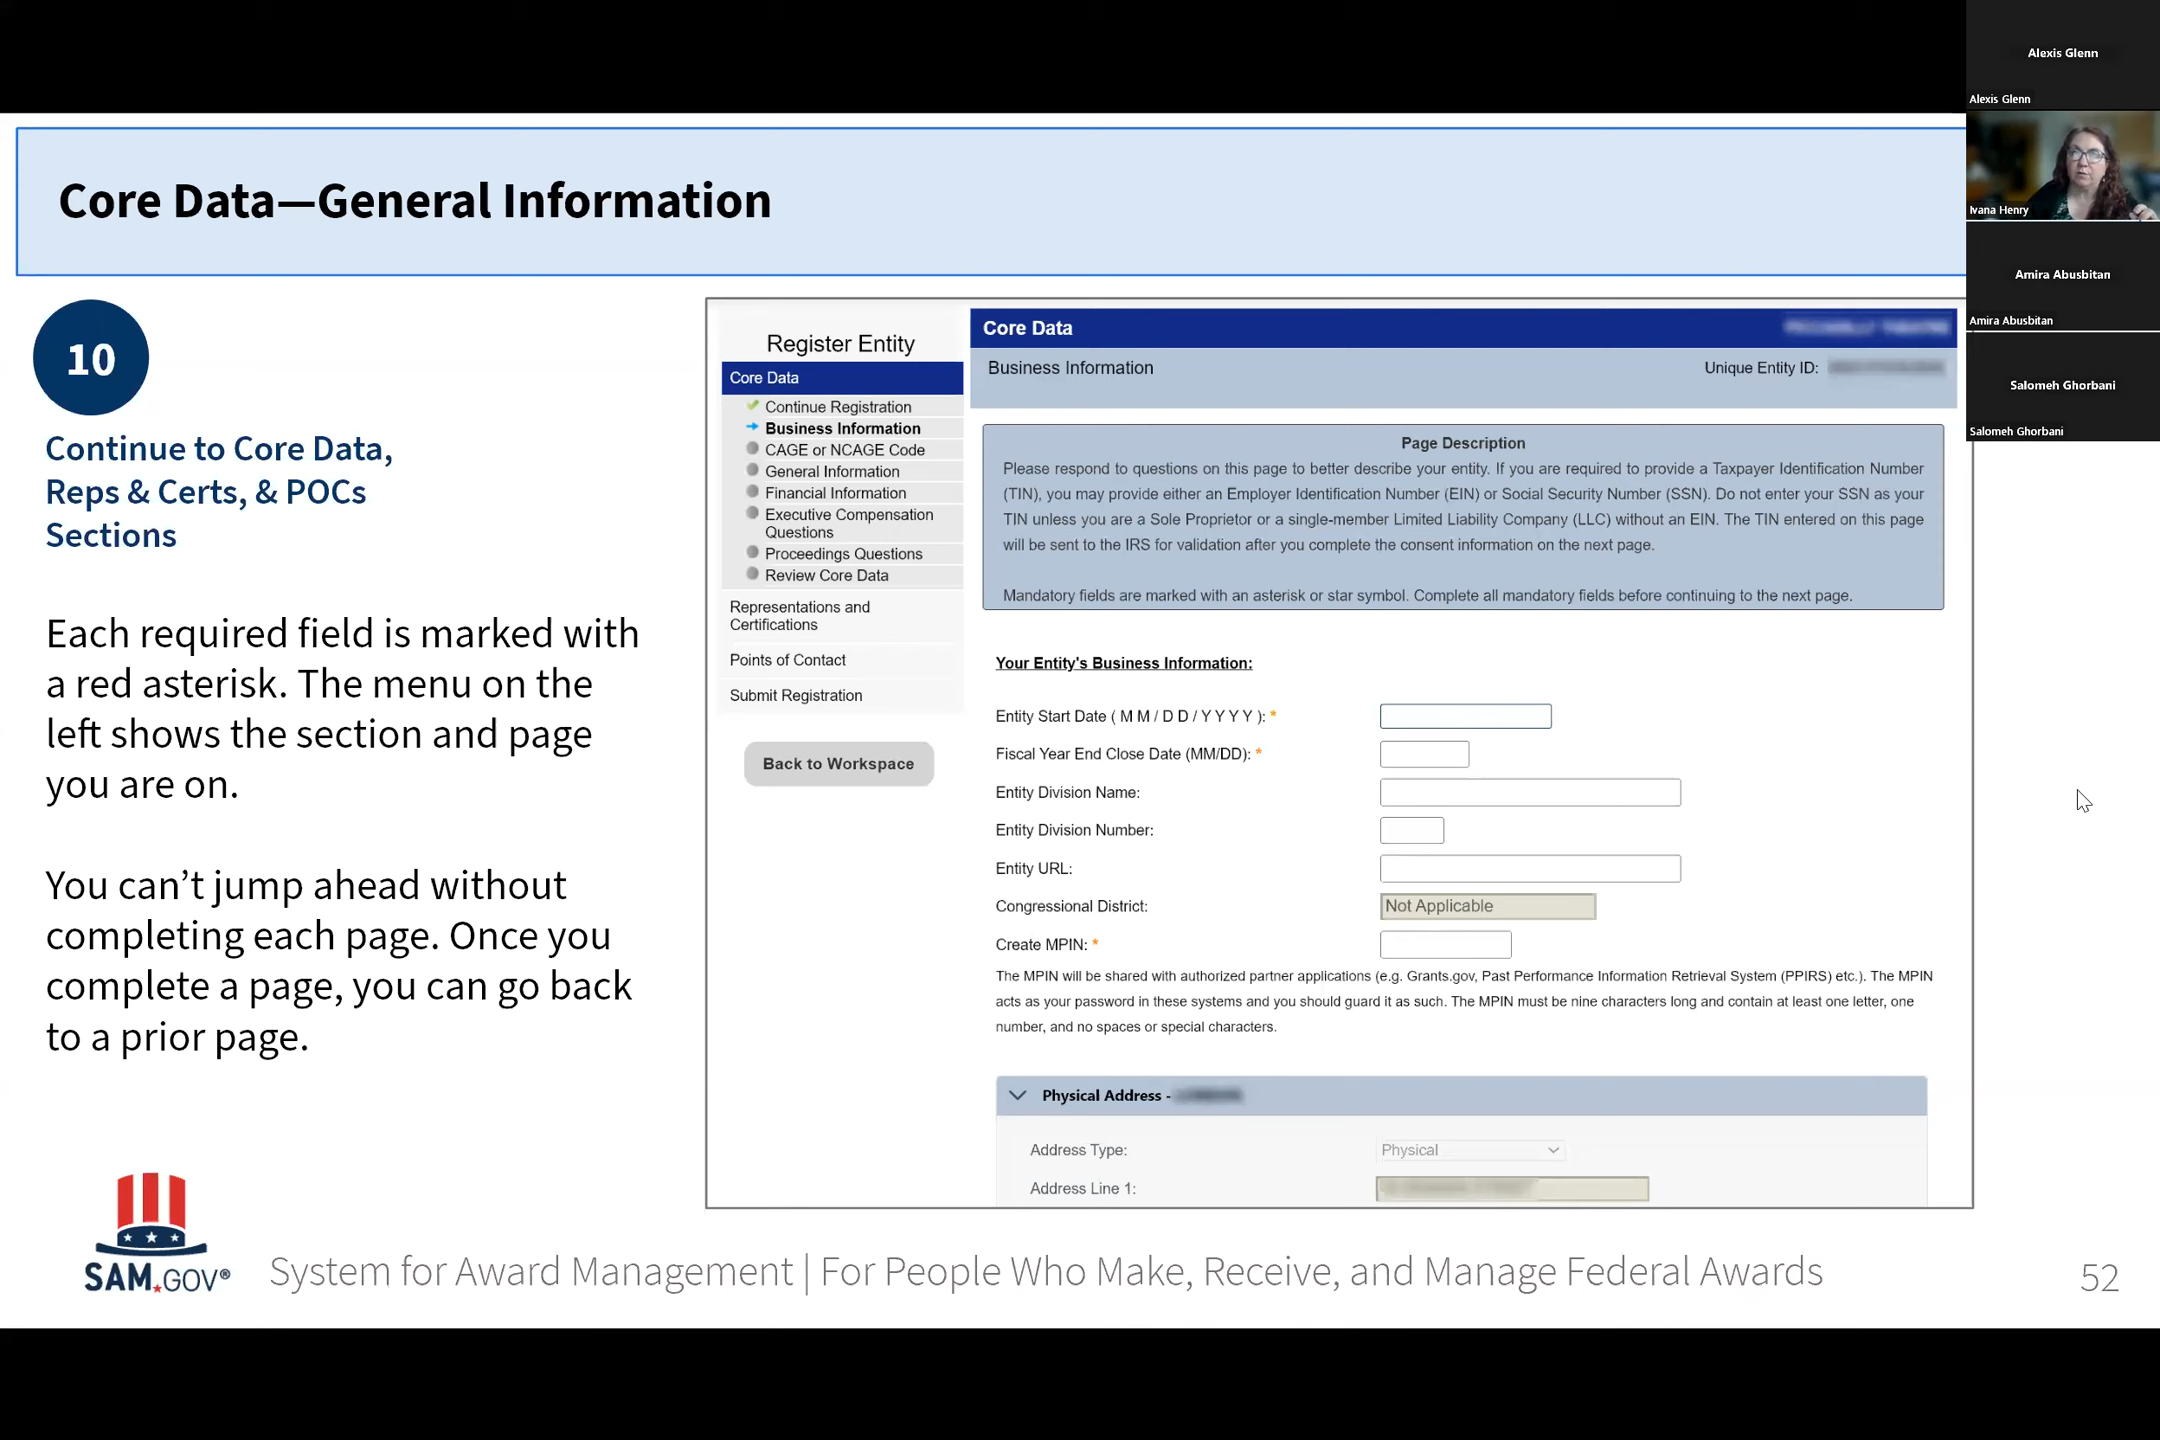 Alexis Glenn
Alexis Glenn
Ivana Henry
Amira Abusbitan
Amira Abusbitan
Salomeh Ghorbani
Salomeh Ghorbani
Core Data—General Information
10
Continue to Core Data,
Reps & Certs, & POCs
Sections
Each required field is marked with
a red asterisk. The menu on the
left shows the section and page
you are on.
You can’t jump ahead without
completing each page. Once you
complete a page, you can go back
to a prior page.
Register Entity
Core Data
Continue Registration
Business Information
CAGE or NCAGE Code
General Information
Financial Information
Executive Compensation
Questions
Proceedings Questions
Review Core Data
Representations and
Certifications
Points of Contact
Submit Registration
Back to Workspace
Core Data
Business Information
Unique Entity ID:
Page Description
Please respond to questions on this page to better describe your entity. If you are required to provide a Taxpayer Identification Number
(TIN), you may provide either an Employer Identification Number (EIN) or Social Security Number (SSN). Do not enter your SSN as your
TIN unless you are a Sole Proprietor or a single-member Limited Liability Company (LLC) without an EIN. The TIN entered on this page
will be sent to the IRS for validation after you complete the consent information on the next page.
Mandatory fields are marked with an asterisk or star symbol. Complete all mandatory fields before continuing to the next page.
Your Entity's Business Information:
Entity Start Date ( M M / D D / Y Y Y Y ): *
Fiscal Year End Close Date (MM/DD): *
Entity Division Name:
Entity Division Number:
Entity URL:
Congressional District: Not Applicable
Create MPIN: *
The MPIN will be shared with authorized partner applications (e.g. Grants.gov, Past Performance Information Retrieval System (PPIRS) etc.). The MPIN
acts as your password in these systems and you should guard it as such. The MPIN must be nine characters long and contain at least one letter, one
number, and no spaces or special characters.
Physical Address -
Address Type: Physical
Address Line 1:
SAM.GOV®
System for Award Management | For People Who Make, Receive, and Manage Federal Awards
52